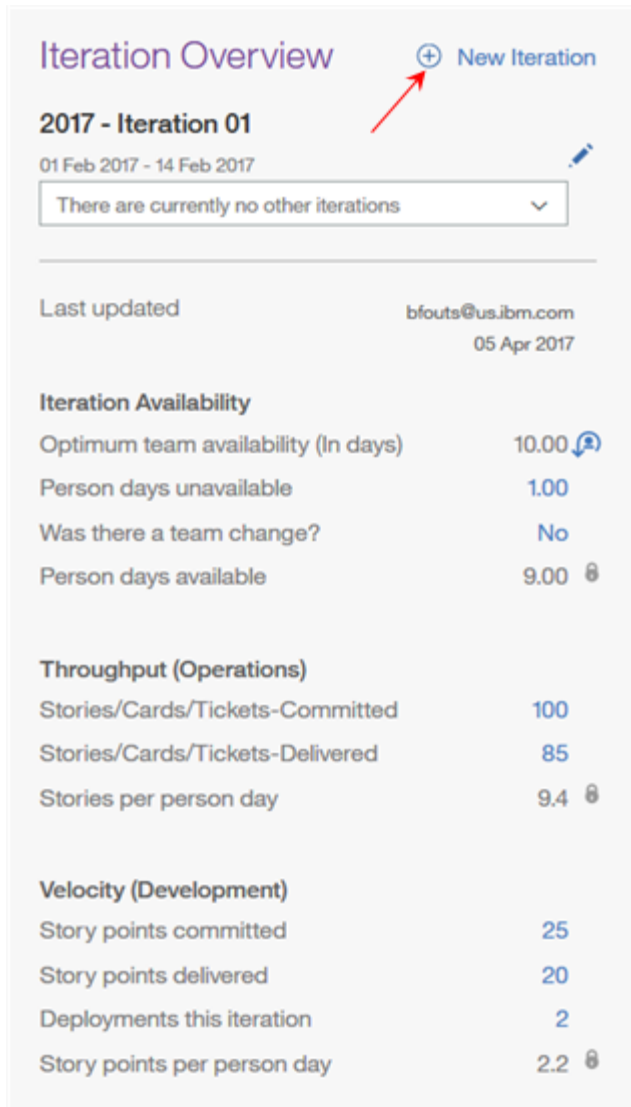 Iteration Overview New Iteration
2017 - Iteration 01
01 Feb 2017 - 14 Feb 2017
There are currently no other iterations
Last updated bfouts@us.ibm.com
05 Apr 2017
Iteration Availability
Optimum team availability (In days) 10.00
Person days unavailable 1.00
Was there a team change? No
Person days available 9.00
Throughput (Operations)
Stories/Cards/Tickets-Committed 100
Stories/Cards/Tickets-Delivered 85
Stories per person day 9.4
Velocity (Development)
Story points committed 25
Story points delivered 20
Deployments this iteration 2
Story points per person day 2.2